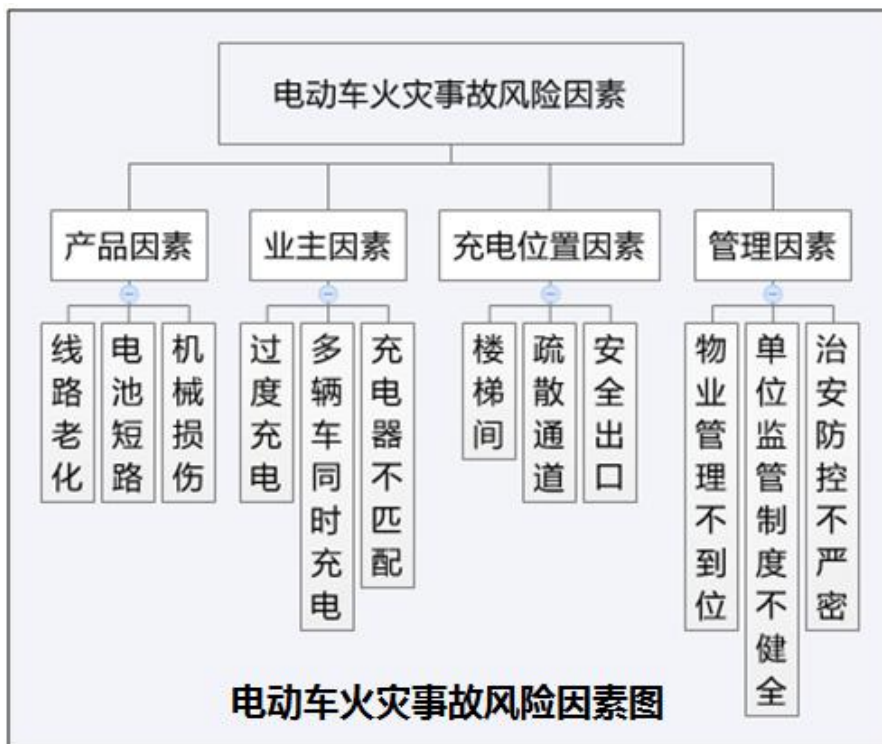 电动车火灾事故风险因素
产品因素
业主因素
充电位置因素
管理因素
线路老化
电池短路
机械损伤
过度充电
多辆车同时充电
充电器不匹配
楼梯间
疏散通道
安全出口
物业管理不到位
单位监管制度不健全
治安防控不严密
电动车火灾事故风险因素图